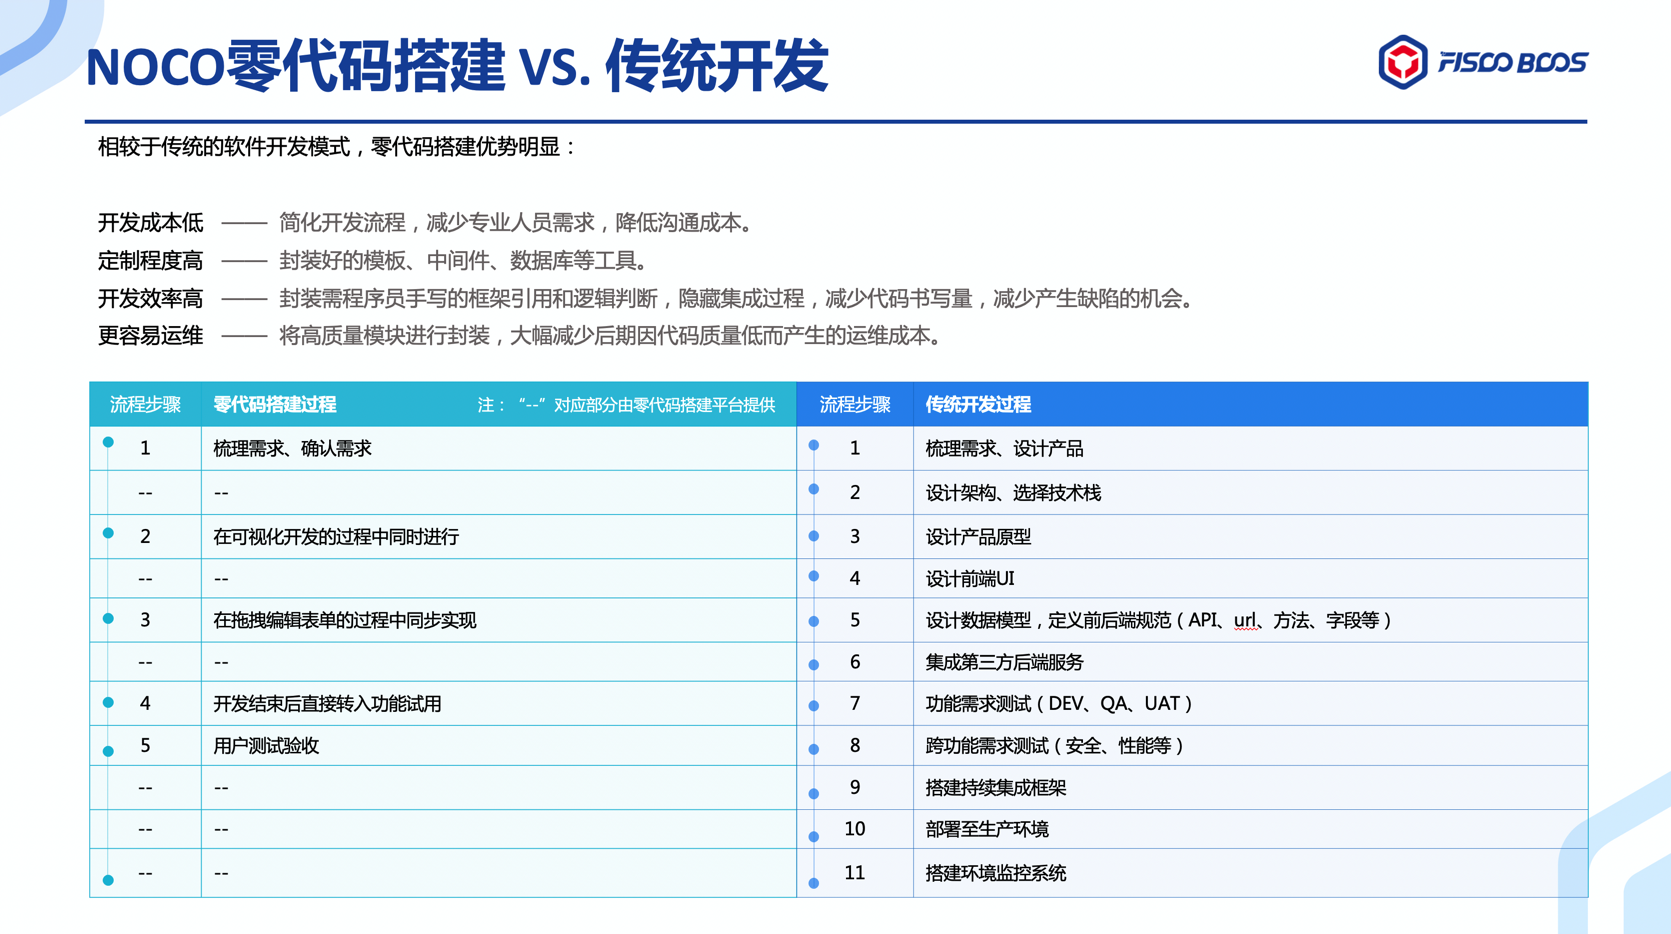 NOCO零代码搭建 VS. 传统开发
FISCO BCOS
相较于传统的软件开发模式，零代码搭建优势明显：
开发成本低 —— 简化开发流程，减少专业人员需求，降低沟通成本。
定制程度高 —— 封装好的模板、中间件、数据库等工具。
开发效率高 —— 封装需程序员手写的框架引用和逻辑判断，隐藏集成过程，减少代码书写量，减少产生缺陷的机会。
更容易运维 —— 将高质量模块进行封装，大幅减少后期因代码质量低而产生的运维成本。
流程步骤 零代码搭建过程 注：“--”对应部分由零代码搭建平台提供 流程步骤 传统开发过程
1 梳理需求、确认需求 1 梳理需求、设计产品
-- -- 2 设计架构、选择技术栈
2 在可视化开发的过程中同时进行 3 设计产品原型
-- -- 4 设计前端UI
3 在拖拽编辑表单的过程中同步实现 5 设计数据模型，定义前后端规范（API、url、方法、字段等）
-- -- 6 集成第三方后端服务
4 开发结束后直接转入功能试用 7 功能需求测试（DEV、QA、UAT）
5 用户测试验收 8 跨功能需求测试（安全、性能等）
-- -- 9 搭建持续集成框架
-- -- 10 部署至生产环境
-- -- 11 搭建环境监控系统